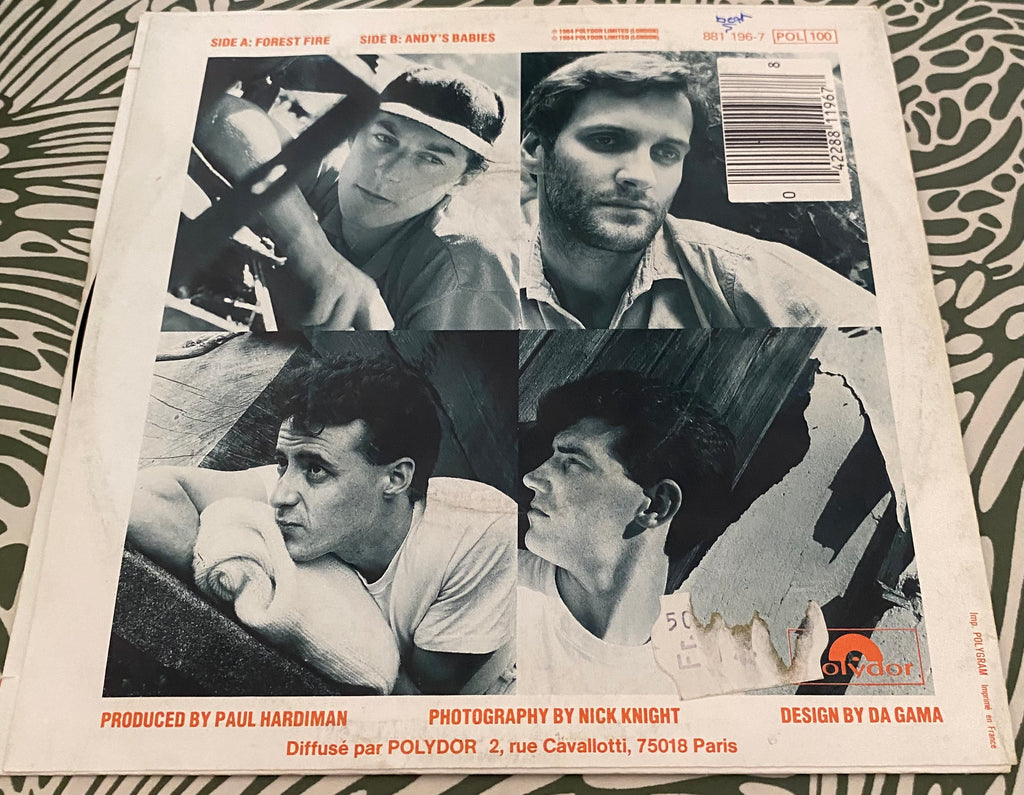 best
SIDE A: FOREST FIRE SIDE B: ANDY'S BABIES
℗ 1984 POLYDOR LIMITED (LONDON)
© 1984 POLYDOR LIMITED (LONDON)
881 196-7 POL 100
0 42288 11967 8
50
Fr.
polydor
PRODUCED BY PAUL HARDIMAN PHOTOGRAPHY BY NICK KNIGHT DESIGN BY DA GAMA
Diffusé par POLYDOR 2, rue Cavallotti, 75018 Paris
Imp. POLYGRAM Imprimé en France